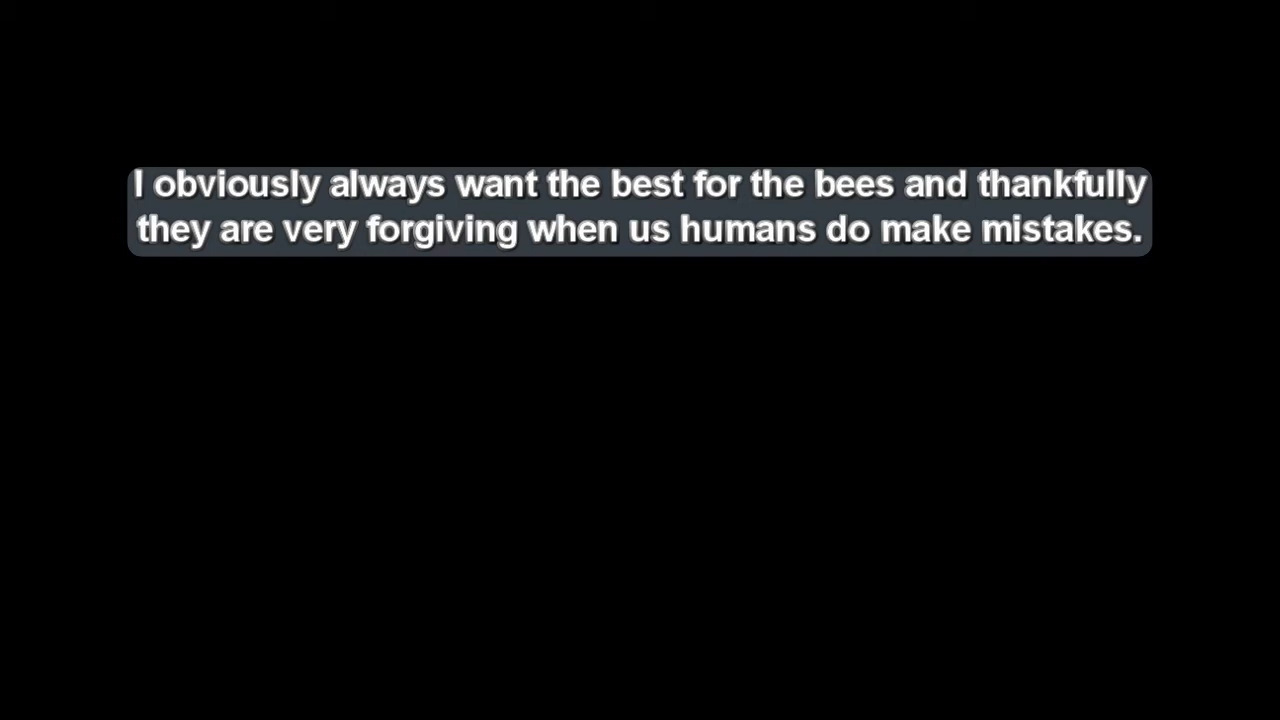 I obviously always want the best for the bees and thankfully
they are very forgiving when us humans do make mistakes.